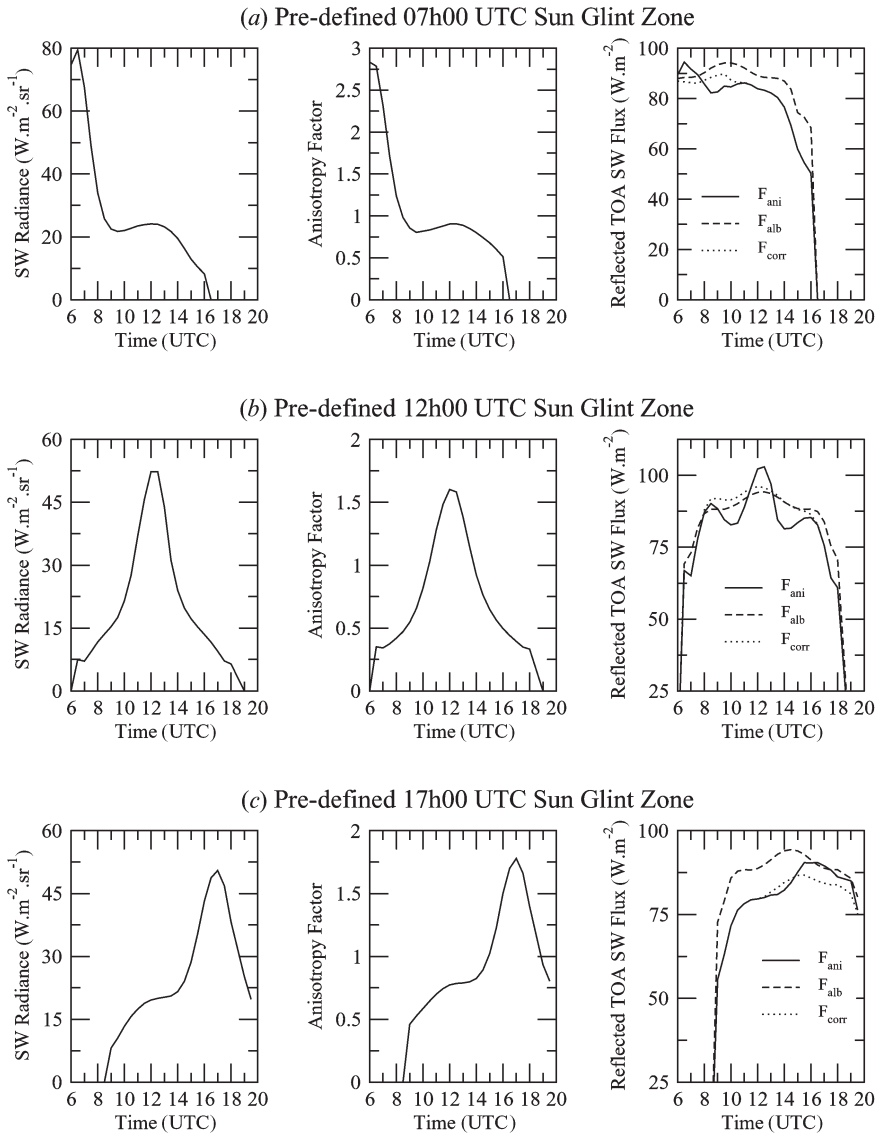 (a) Pre-defined 07h00 UTC Sun Glint Zone
SW Radiance (W.m-2.sr-1)
80
60
40
20
0
6 8 10 12 14 16 18 20
Time (UTC)
Anisotropy Factor
3
2.5
2
1.5
1
0.5
0
6 8 10 12 14 16 18 20
Time (UTC)
Reflected TOA SW Flux (W.m-2)
100
80
60
40
20
0
Fani
Falb
Fcorr
6 8 10 12 14 16 18 20
Time (UTC)
(b) Pre-defined 12h00 UTC Sun Glint Zone
SW Radiance (W.m-2.sr-1)
60
45
30
15
0
6 8 10 12 14 16 18 20
Time (UTC)
Anisotropy Factor
2
1.5
1
0.5
0
6 8 10 12 14 16 18 20
Time (UTC)
Reflected TOA SW Flux (W.m-2)
100
75
50
25
Fani
Falb
Fcorr
6 8 10 12 14 16 18 20
Time (UTC)
(c) Pre-defined 17h00 UTC Sun Glint Zone
SW Radiance (W.m-2.sr-1)
60
45
30
15
0
6 8 10 12 14 16 18 20
Time (UTC)
Anisotropy Factor
2
1.5
1
0.5
0
6 8 10 12 14 16 18 20
Time (UTC)
Reflected TOA SW Flux (W.m-2)
100
75
50
25
Fani
Falb
Fcorr
6 8 10 12 14 16 18 20
Time (UTC)